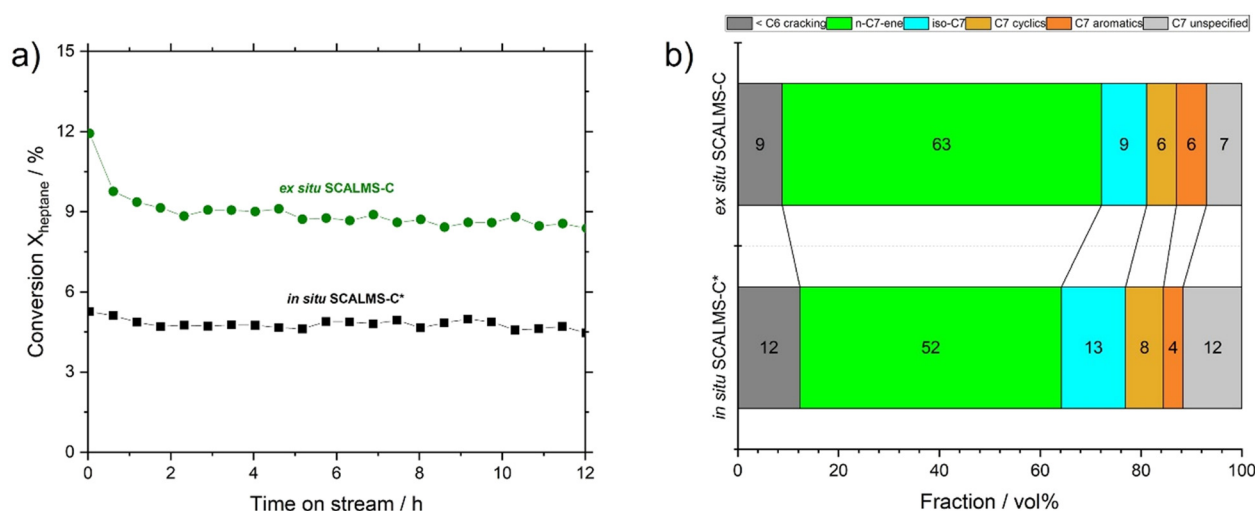 a)
15
12
9
6
3
0
Conversion Xheptane / %
ex situ SCALMS-C
in situ SCALMS-C*
0 2 4 6 8 10 12
Time on stream / h
b)
< C6 cracking n-C7-ene iso-C7 C7 cyclics C7 aromatics C7 unspecified
ex situ SCALMS-C
9 63 9 6 6 7
in situ SCALMS-C*
12 52 13 8 4 12
0 20 40 60 80 100
Fraction / vol%